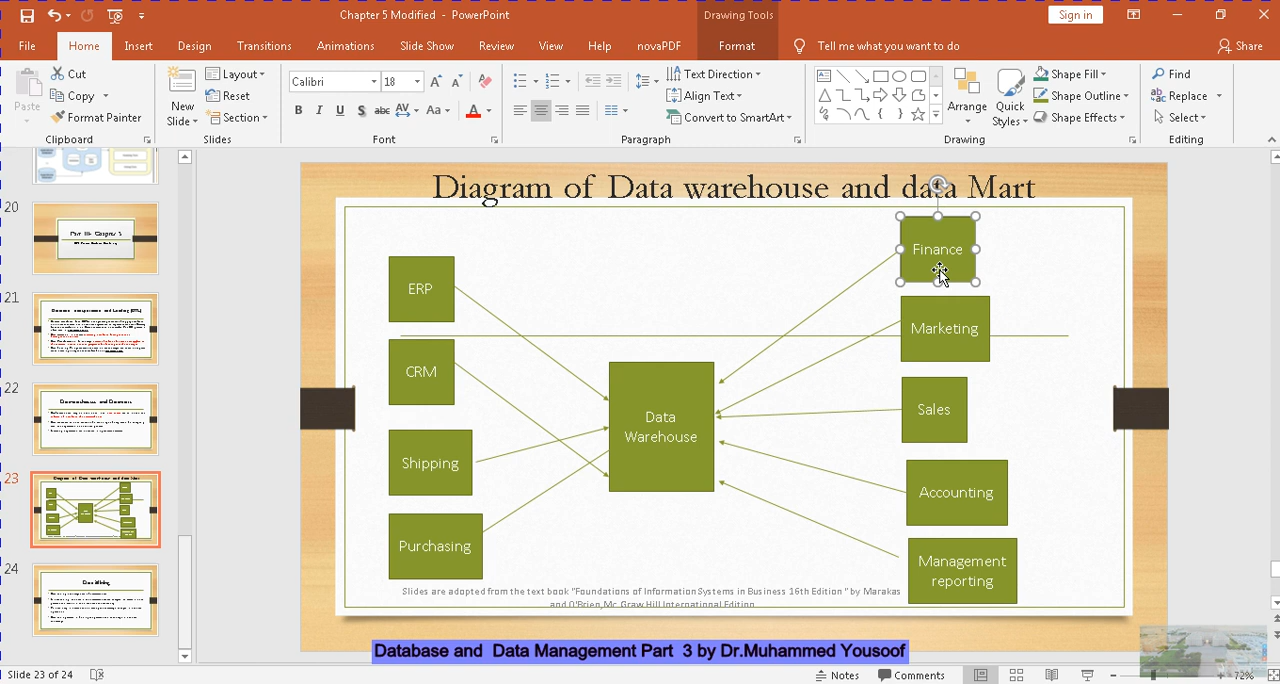 Chapter 5 Modified - PowerPoint
Drawing Tools
Sign in
File Home Insert Design Transitions Animations Slide Show Review View Help novaPDF Format Tell me what you want to do Share
Paste
Cut
Copy
Format Painter
Clipboard
New Slide
Layout
Reset
Section
Slides
Calibri 18
B I U S abc AV Aa A
Font
Text Direction
Align Text
Convert to SmartArt
Paragraph
Arrange
Quick Styles
Shape Fill
Shape Outline
Shape Effects
Drawing
Find
Replace
Select
Editing
20
21
22
23
24
Diagram of Data warehouse and data Mart
Finance
ERP
Marketing
CRM
Data
Warehouse
Sales
Shipping
Accounting
Purchasing
Management
reporting
Slides are adopted from the text book "Foundations of Information Systems in Business 16th Edition" by Marakas
and O'Brien, Mc Graw Hill International Edition
Database and Data Management Part 3 by Dr.Muhammed Yousoof
Slide 23 of 24
Notes
Comments
72%